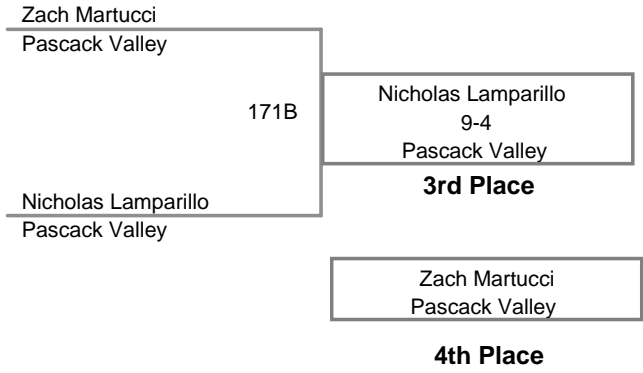 Zach Martucci
Pascack Valley
171B
Nicholas Lamparillo
9-4
Pascack Valley
3rd Place
Nicholas Lamparillo
Pascack Valley
Zach Martucci
Pascack Valley
4th Place